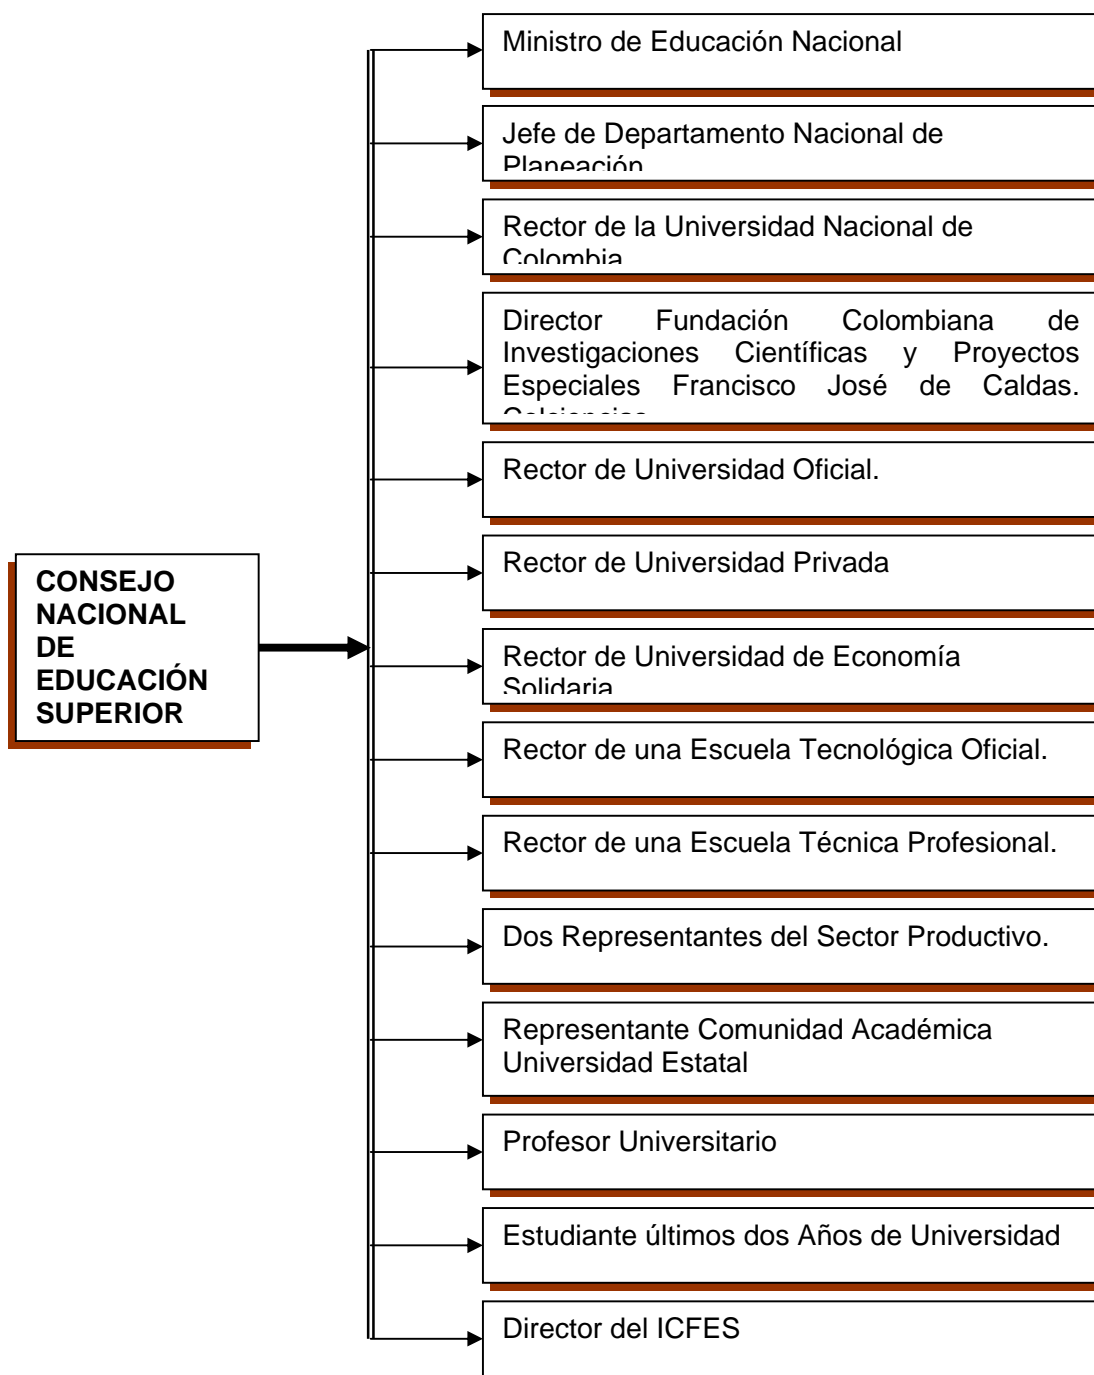 Ministro de Educación Nacional
Jefe de Departamento Nacional de
Planeación
Rector de la Universidad Nacional de
Colombia
Director Fundación Colombiana de
Investigaciones Científicas y Proyectos
Especiales Francisco José de Caldas.
Colciencias
Rector de Universidad Oficial.
Rector de Universidad Privada
CONSEJO
NACIONAL
DE
EDUCACIÓN
SUPERIOR
Rector de Universidad de Economía
Solidaria
Rector de una Escuela Tecnológica Oficial.
Rector de una Escuela Técnica Profesional.
Dos Representantes del Sector Productivo.
Representante Comunidad Académica
Universidad Estatal
Profesor Universitario
Estudiante últimos dos Años de Universidad
Director del ICFES